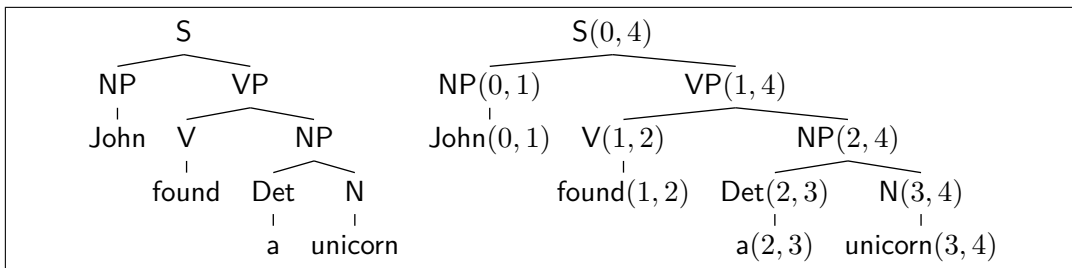 S S(0, 4)
NP VP NP(0, 1) VP(1, 4)
John V NP John(0, 1) V(1, 2) NP(2, 4)
found Det N found(1, 2) Det(2, 3) N(3, 4)
a unicorn a(2, 3) unicorn(3, 4)